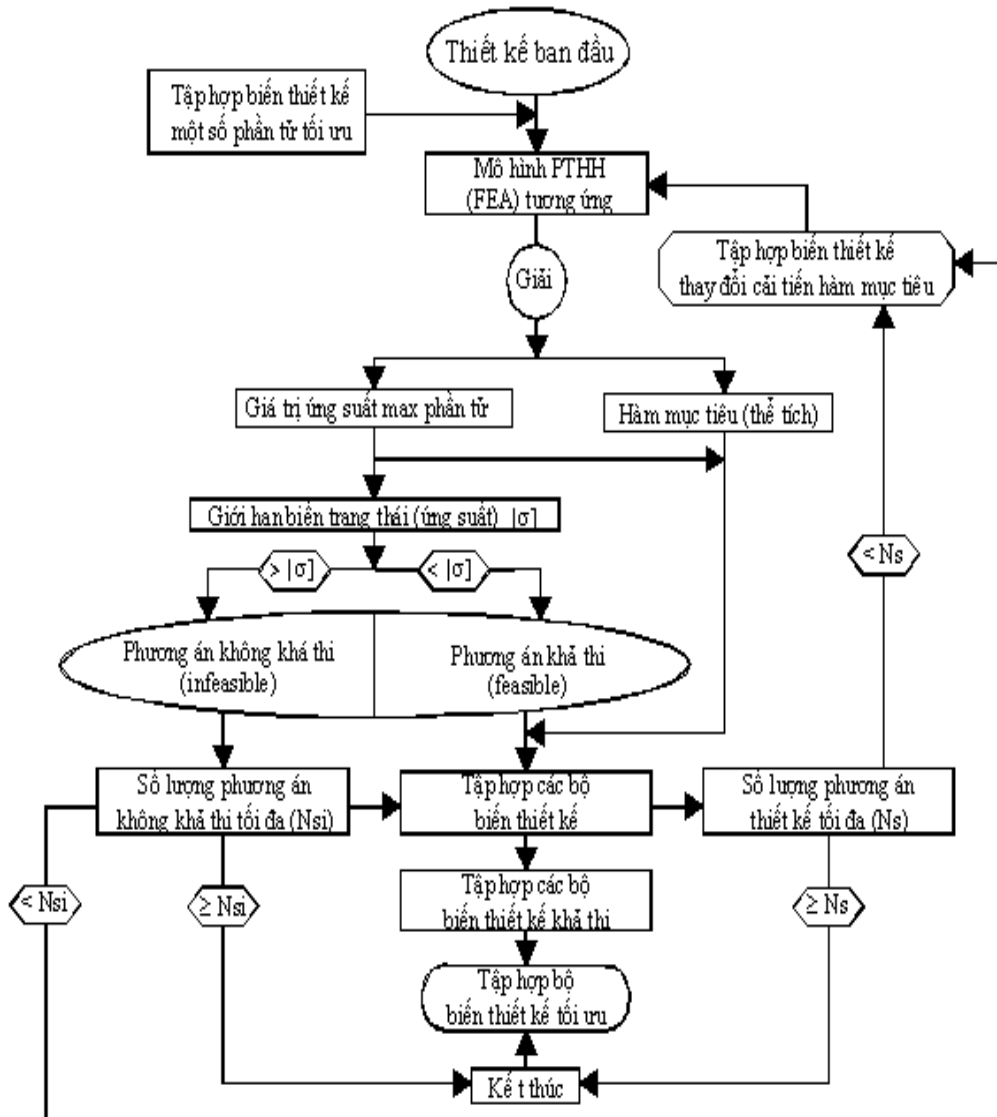 Thiết kế ban đầu
Tập hợp biến thiết kế
một số phần tử tối ưu
Mô hình PTHH
(FEA) tương ứng
Tập hợp biến thiết kế
thay đổi cải tiến hàm mục tiêu
Giải
Giá trị ứng suất max phần tử
Hàm mục tiêu (thể tích)
Giới hạn biến trang thái (ứng suất) |σ]
> |σ]
< |σ]
< Ns
Phương án không khá thi
(infeasible)
Phương án khả thi
(feasible)
Số lượng phương án
không khả thi tối đa (Nsi)
Tập hợp các bộ
biến thiết kế
Số lượng phương án
thiết kế tối đa (Ns)
< Nsi
≥ Nsi
Tập hợp các bộ
biến thiết kế khả thi
≥ Ns
Tập hợp bộ
biến thiết kế tối ưu
Kế t thúc